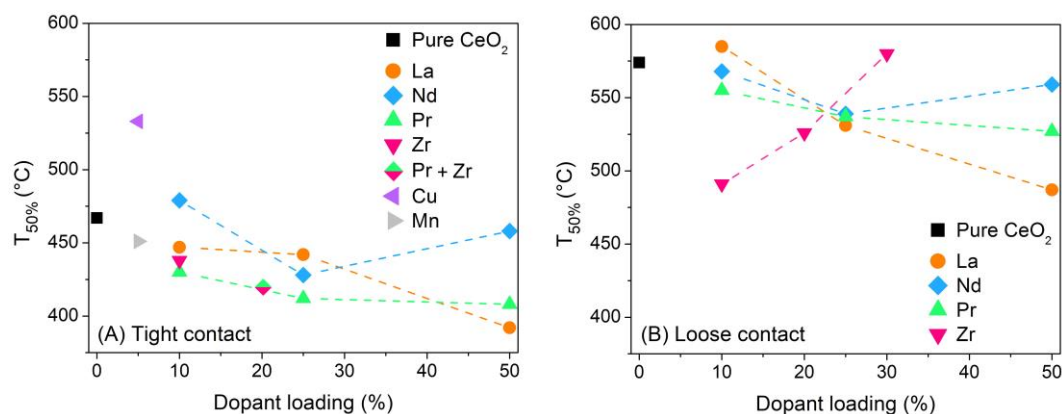 600
550
500
450
400
T50% (°C)
Pure CeO2
La
Nd
Pr
Zr
Pr + Zr
Cu
Mn
(A) Tight contact
0 10 20 30 40 50
Dopant loading (%)
600
550
500
450
400
T50% (°C)
Pure CeO2
La
Nd
Pr
Zr
(B) Loose contact
0 10 20 30 40 50
Dopant loading (%)